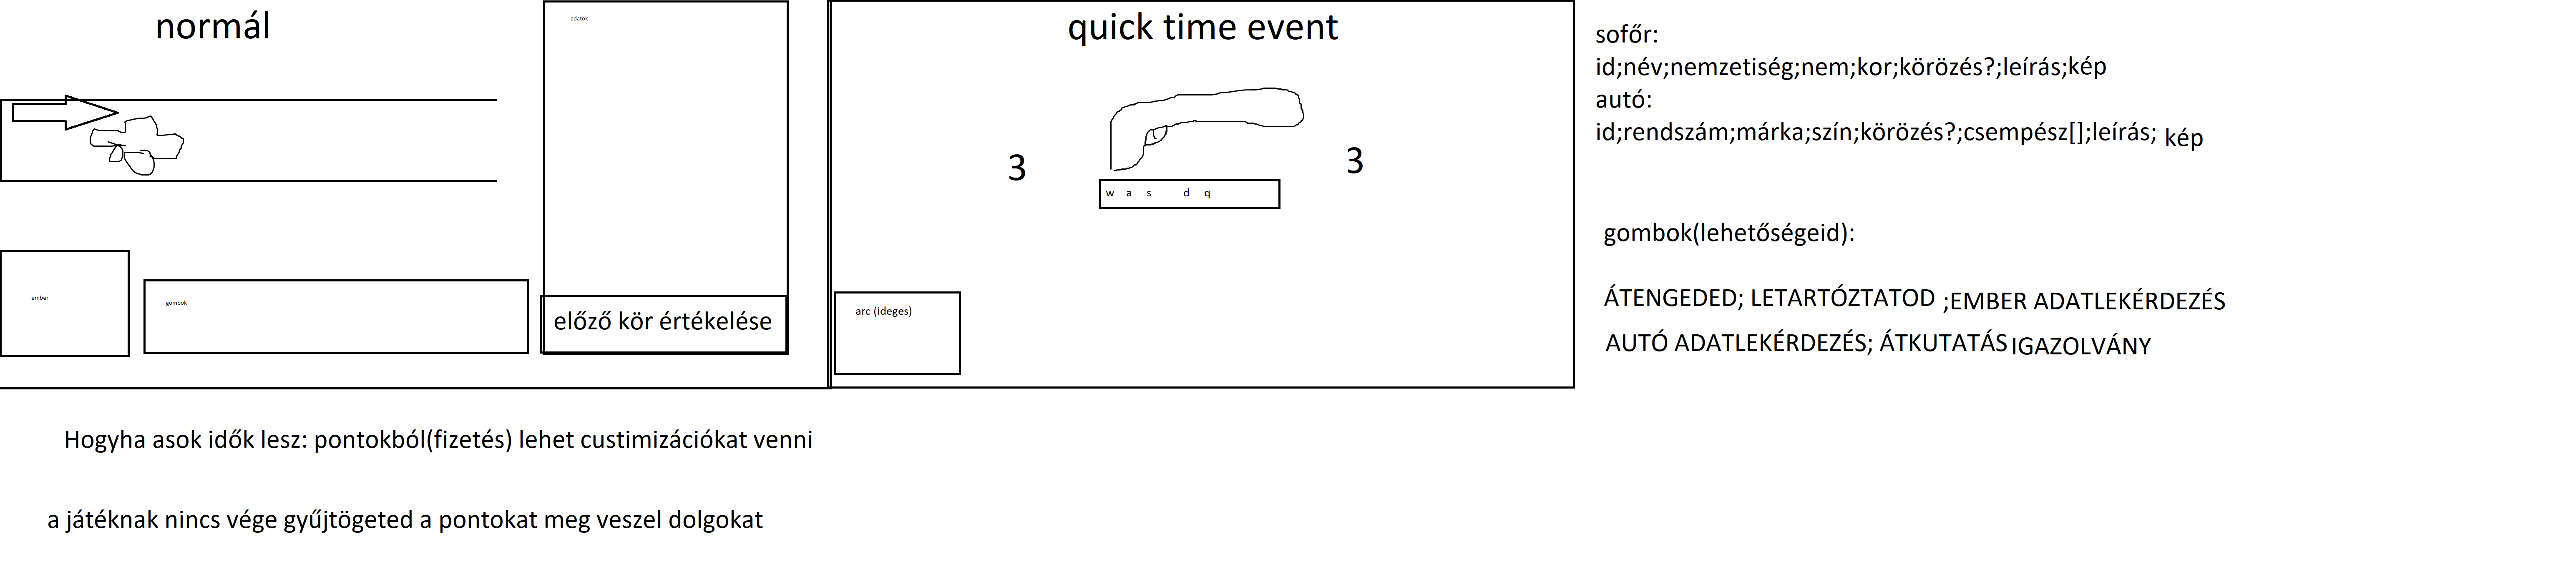 normál
adatok
ember
gombok
előző kör értékelése
quick time event
3
3
w a s d q
arc (ideges)
sofőr:
id;név;nemzetiség;nem;kor;körözés?;leírás;kép
autó:
id;rendszám;márka;szín;körözés?;csempész[];leírás; kép
gombok(lehetőségeid):
ÁTENGEDED; LETARTÓZTATOD ;EMBER ADATLEKÉRDEZÉS
AUTÓ ADATLEKÉRDEZÉS; ÁTKUTATÁS IGAZOLVÁNY
Hogyha asok idők lesz: pontokból(fizetés) lehet custimizációkat venni
a játéknak nincs vége gyűjtögeted a pontokat meg veszel dolgokat